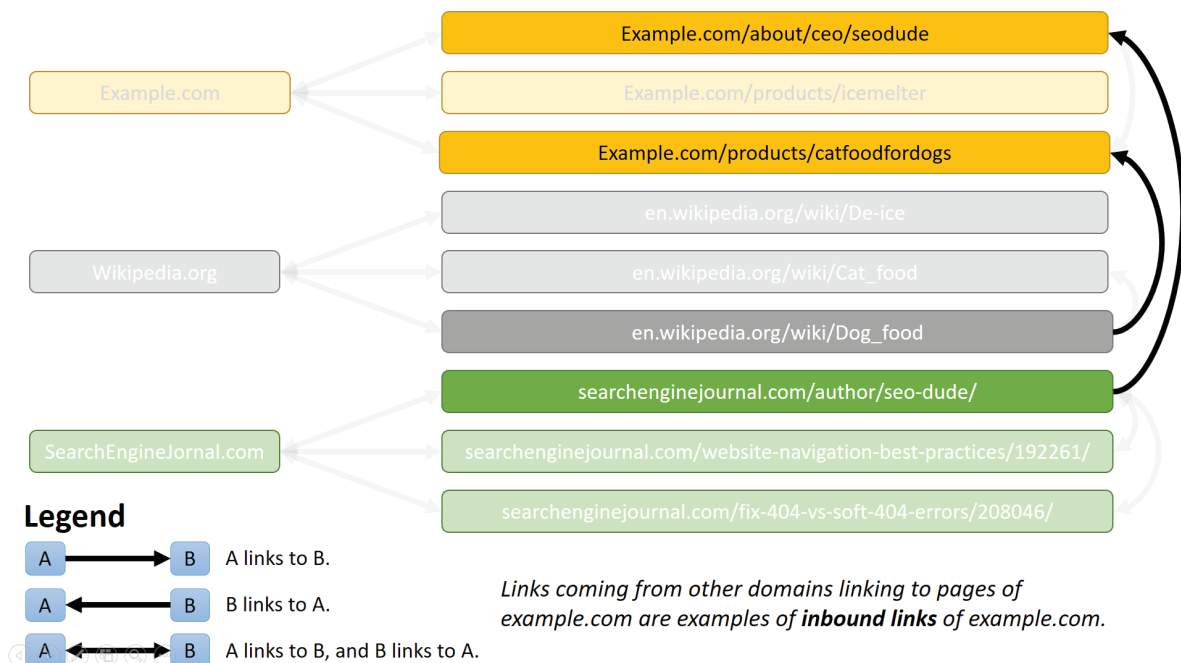 Example.com/about/ceo/seodude
Example.com
Example.com/products/icemelter
Example.com/products/catfoodfordogs
en.wikipedia.org/wiki/De-ice
Wikipedia.org
en.wikipedia.org/wiki/Cat_food
en.wikipedia.org/wiki/Dog_food
searchenginejournal.com/author/seo-dude/
SearchEngineJornal.com
searchenginejournal.com/website-navigation-best-practices/192261/
searchenginejournal.com/fix-404-vs-soft-404-errors/208046/
Legend
A B A links to B.
A B B links to A.
A B A links to B, and B links to A.
Links coming from other domains linking to pages of
example.com are examples of inbound links of example.com.